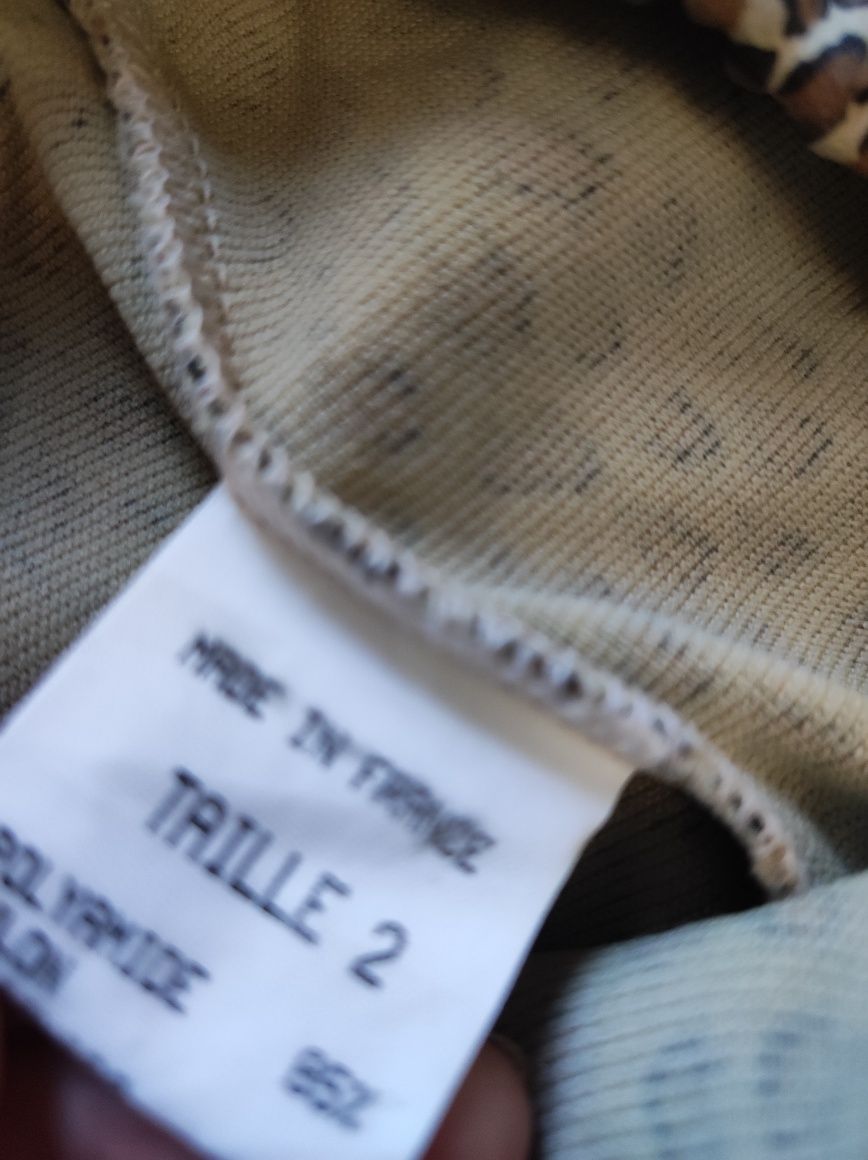 MADE IN FRANCE
TAILLE 2
POLYAMIDE
85%